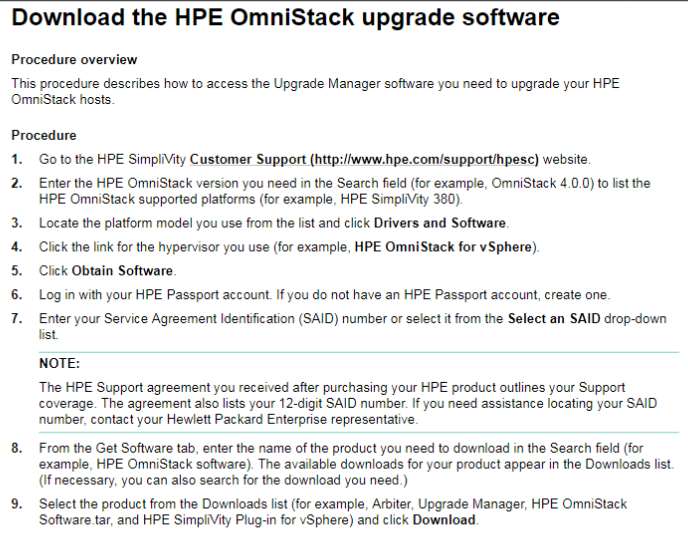 Download the HPE OmniStack upgrade software
Procedure overview
This procedure describes how to access the Upgrade Manager software you need to upgrade your HPE
OmniStack hosts.
Procedure
1. Go to the HPE SimpliVity Customer Support (http://www.hpe.com/support/hpesc) website.
2. Enter the HPE OmniStack version you need in the Search field (for example, OmniStack 4.0.0) to list the
HPE OmniStack supported platforms (for example, HPE SimpliVity 380).
3. Locate the platform model you use from the list and click Drivers and Software.
4. Click the link for the hypervisor you use (for example, HPE OmniStack for vSphere).
5. Click Obtain Software.
6. Log in with your HPE Passport account. If you do not have an HPE Passport account, create one.
7. Enter your Service Agreement Identification (SAID) number or select it from the Select an SAID drop-down
list.
NOTE:
The HPE Support agreement you received after purchasing your HPE product outlines your Support
coverage. The agreement also lists your 12-digit SAID number. If you need assistance locating your SAID
number, contact your Hewlett Packard Enterprise representative.
8. From the Get Software tab, enter the name of the product you need to download in the Search field (for
example, HPE OmniStack software). The available downloads for your product appear in the Downloads list.
(If necessary, you can also search for the download you need.)
9. Select the product from the Downloads list (for example, Arbiter, Upgrade Manager, HPE OmniStack
Software.tar, and HPE SimpliVity Plug-in for vSphere) and click Download.